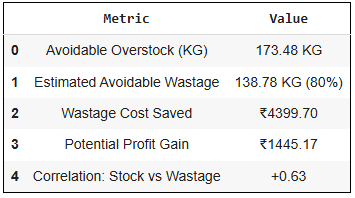 Metric Value
0 Avoidable Overstock (KG) 173.48 KG
1 Estimated Avoidable Wastage 138.78 KG (80%)
2 Wastage Cost Saved ₹4399.70
3 Potential Profit Gain ₹1445.17
4 Correlation: Stock vs Wastage +0.63